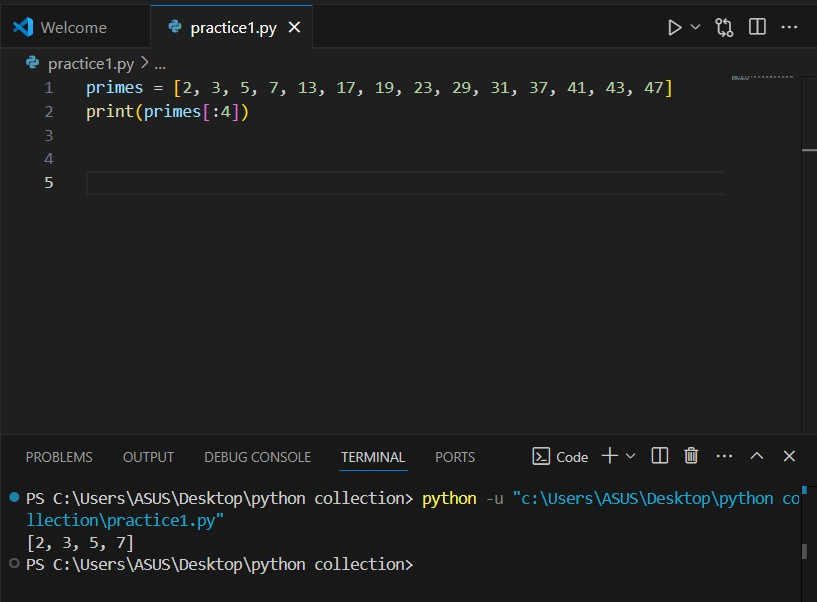 Welcome practice1.py
practice1.py > ...
1 primes = [2, 3, 5, 7, 13, 17, 19, 23, 29, 31, 37, 41, 43, 47]
2 print(primes[:4])
3
4
5
PROBLEMS OUTPUT DEBUG CONSOLE TERMINAL PORTS Code
PS C:\Users\ASUS\Desktop\python collection> python -u "c:\Users\ASUS\Desktop\python co
llection\practice1.py"
[2, 3, 5, 7]
PS C:\Users\ASUS\Desktop\python collection>